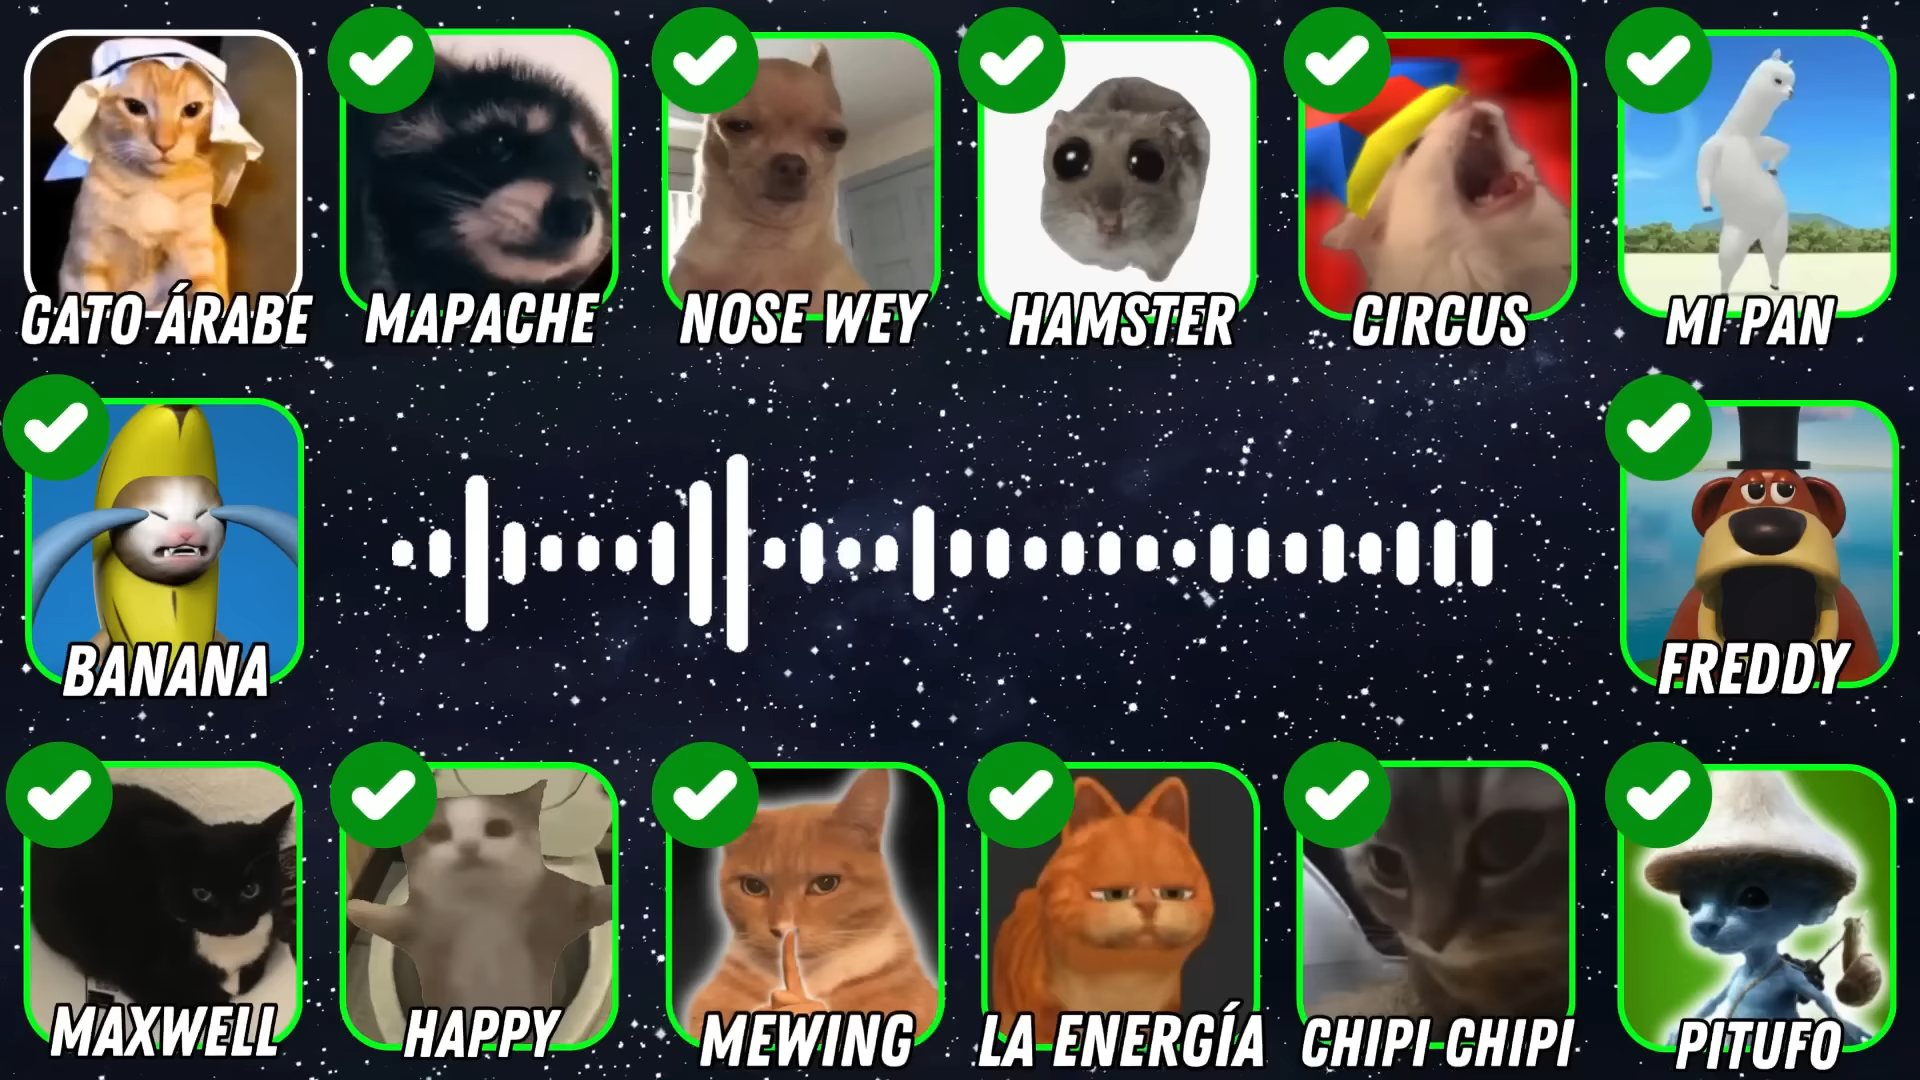 GATO ÁRABE
MAPACHE
NOSE WEY
HAMSTER
CIRCUS
MI PAN
BANANA
FREDDY
MAXWELL
HAPPY
MEWING
LA ENERGÍA
CHIPI-CHIPI
PITUFO